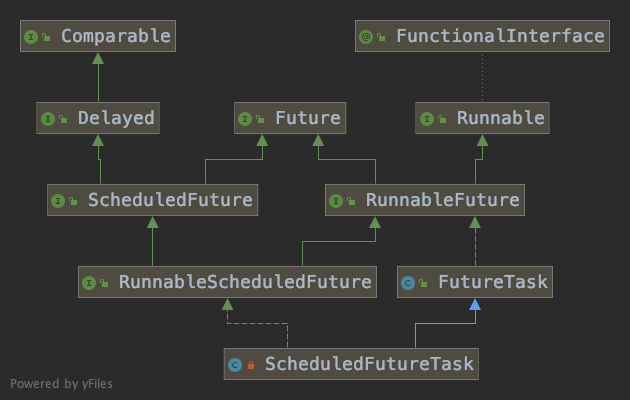 Comparable
FunctionalInterface
Delayed
Future
Runnable
ScheduledFuture
RunnableFuture
RunnableScheduledFuture
FutureTask
ScheduledFutureTask
Powered by yFiles